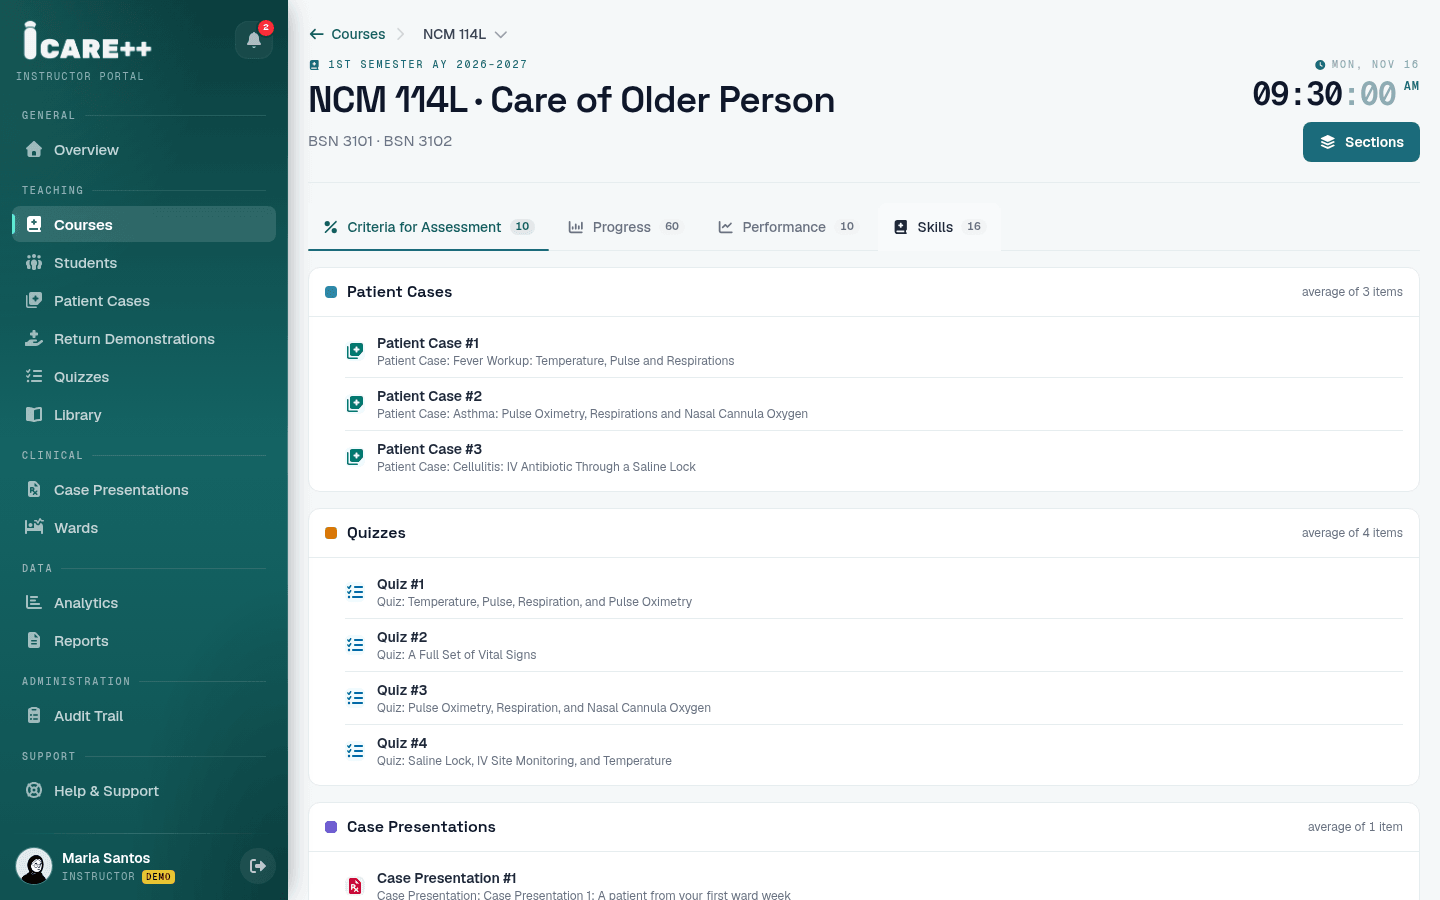 iCARE++
2
INSTRUCTOR PORTAL
GENERAL
Overview
TEACHING
Courses
Students
Patient Cases
Return Demonstrations
Quizzes
Library
CLINICAL
Case Presentations
Wards
DATA
Analytics
Reports
ADMINISTRATION
Audit Trail
SUPPORT
Help & Support
Maria Santos
INSTRUCTOR DEMO
Courses
NCM 114L
1ST SEMESTER AY 2026-2027
NCM 114L · Care of Older Person
BSN 3101 · BSN 3102
MON, NOV 16
09:30:00 AM
Sections
Criteria for Assessment 10
Progress 60
Performance 10
Skills 16
Patient Cases
average of 3 items
Patient Case #1
Patient Case: Fever Workup: Temperature, Pulse and Respirations
Patient Case #2
Patient Case: Asthma: Pulse Oximetry, Respirations and Nasal Cannula Oxygen
Patient Case #3
Patient Case: Cellulitis: IV Antibiotic Through a Saline Lock
Quizzes
average of 4 items
Quiz #1
Quiz: Temperature, Pulse, Respiration, and Pulse Oximetry
Quiz #2
Quiz: A Full Set of Vital Signs
Quiz #3
Quiz: Pulse Oximetry, Respiration, and Nasal Cannula Oxygen
Quiz #4
Quiz: Saline Lock, IV Site Monitoring, and Temperature
Case Presentations
average of 1 item
Case Presentation #1
Case Presentation: Case Presentation 1: A patient from your first ward week